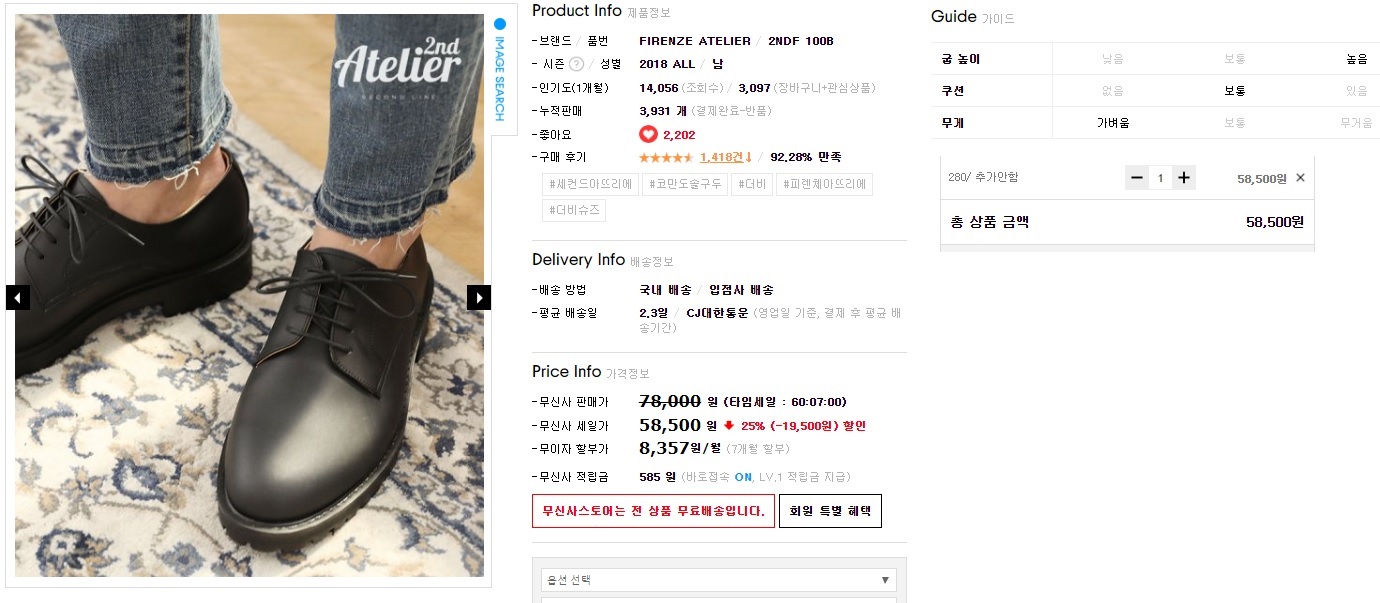 2nd
Atelier
SECOND LINE
IMAGE SEARCH
Product Info 제품정보
-브랜드 / 품번 FIRENZE ATELIER / 2NDF 100B
- 시즌 ? / 성별 2018 ALL / 남
-인기도(1개월) 14,056 (조회수) / 3,097 (장바구니+관심상품)
-누적판매 3,931 개 (결제완료-반품)
-좋아요 2,202
-구매 후기 ★★★★★ 1,418건↓ / 92.28% 만족
#세컨드아뜨리에 #코만도솔구두 #더비 #피렌체아뜨리에
#더비슈즈
Delivery Info 배송정보
-배송 방법 국내 배송 / 입점사 배송
-평균 배송일 2.3일 / CJ대한통운 (영업일 기준, 결제 후 평균 배
송기간)
Price Info 가격정보
-무신사 판매가 78,000 원 (타임세일 : 60:07:00)
-무신사 세일가 58,500 원 25% (-19,500원) 할인
-무이자 할부가 8,357원/월 (7개월 할부)
-무신사 적립금 585 원 (바로접속 ON, LV.1 적립금 지급)
무신사스토어는 전 상품 무료배송입니다. 회원 특별 혜택
옵션 선택 ▼
Guide 가이드
굽 높이 낮음 보통 높음
쿠션 없음 보통 있음
무게 가벼움 보통 무거움
280/ 추가안함 − 1 + 58,500원 ×
총 상품 금액 58,500원